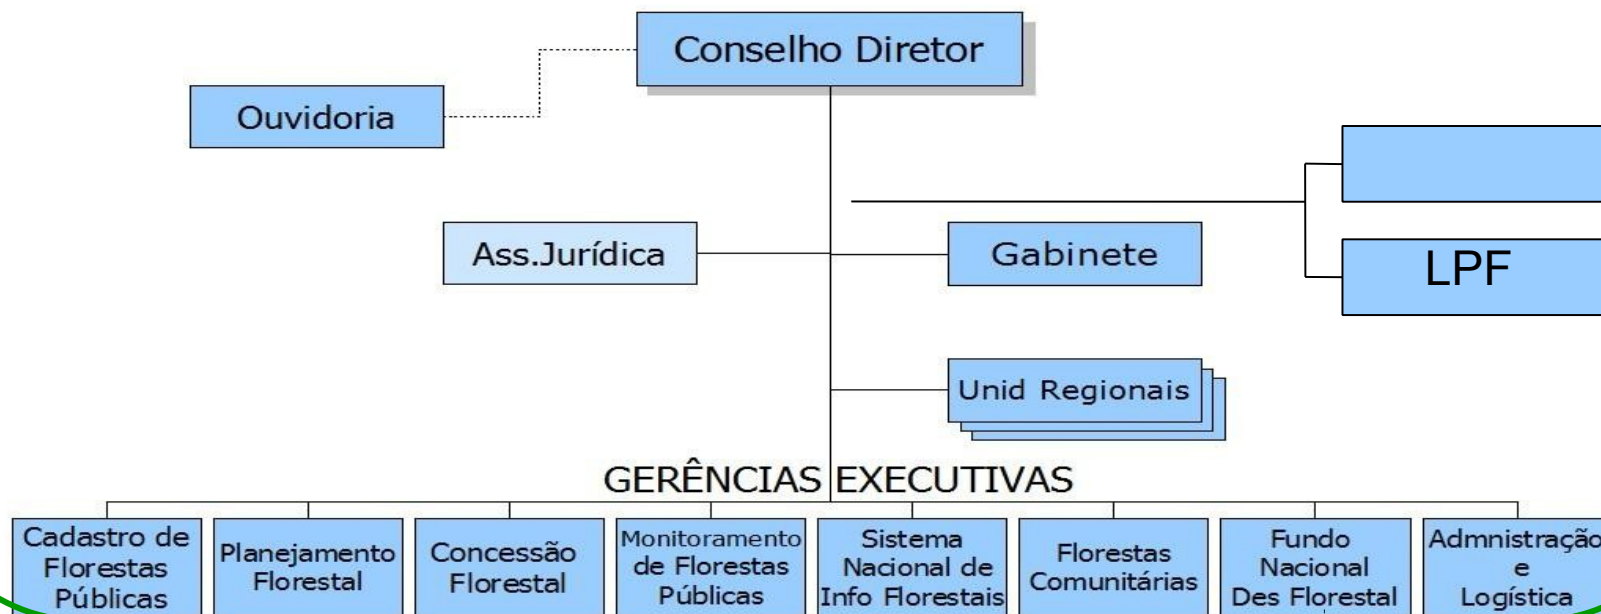 Conselho Diretor
Ouvidoria
Ass.Jurídica
Gabinete
LPF
Unid Regionais
GERÊNCIAS EXECUTIVAS
Cadastro de
Florestas
Públicas
Planejamento
Florestal
Concessão
Florestal
Monitoramento
de Florestas
Públicas
Sistema
Nacional de
Info Florestais
Florestas
Comunitárias
Fundo
Nacional
Des Florestal
Admnistração
e
Logística